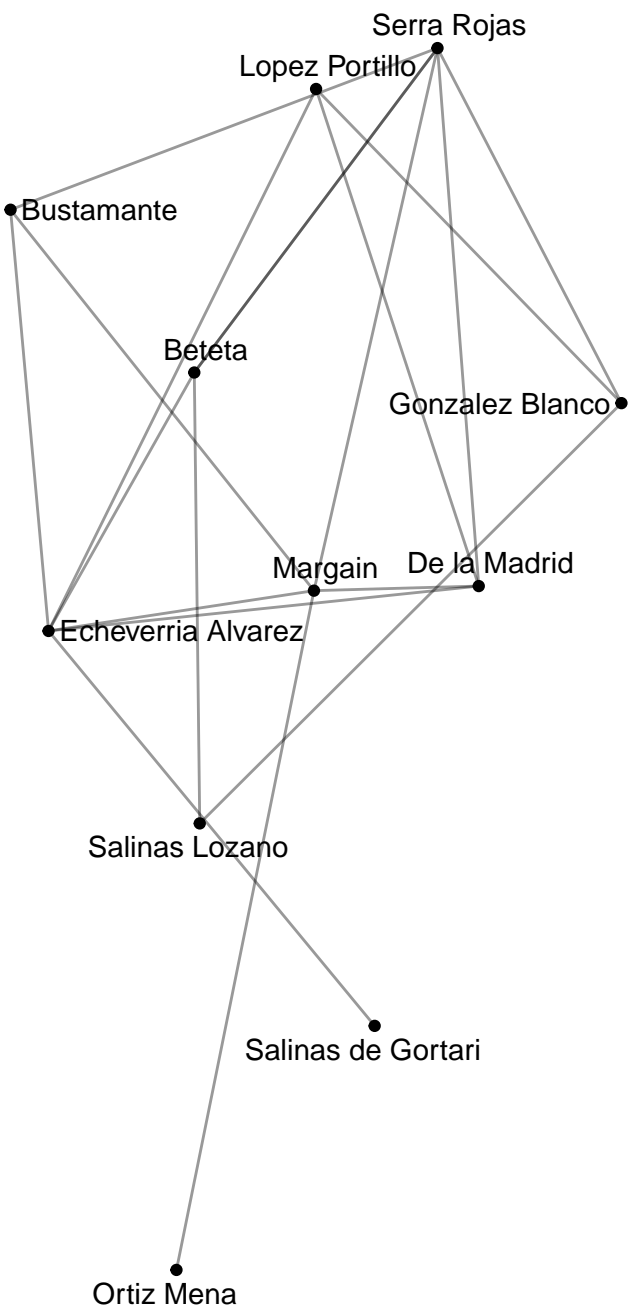 Serra Rojas
Lopez Portillo
Bustamante
Beteta
Gonzalez Blanco
De la Madrid
Margain
Echeverria Alvarez
Salinas Lozano
Salinas de Gortari
Ortiz Mena